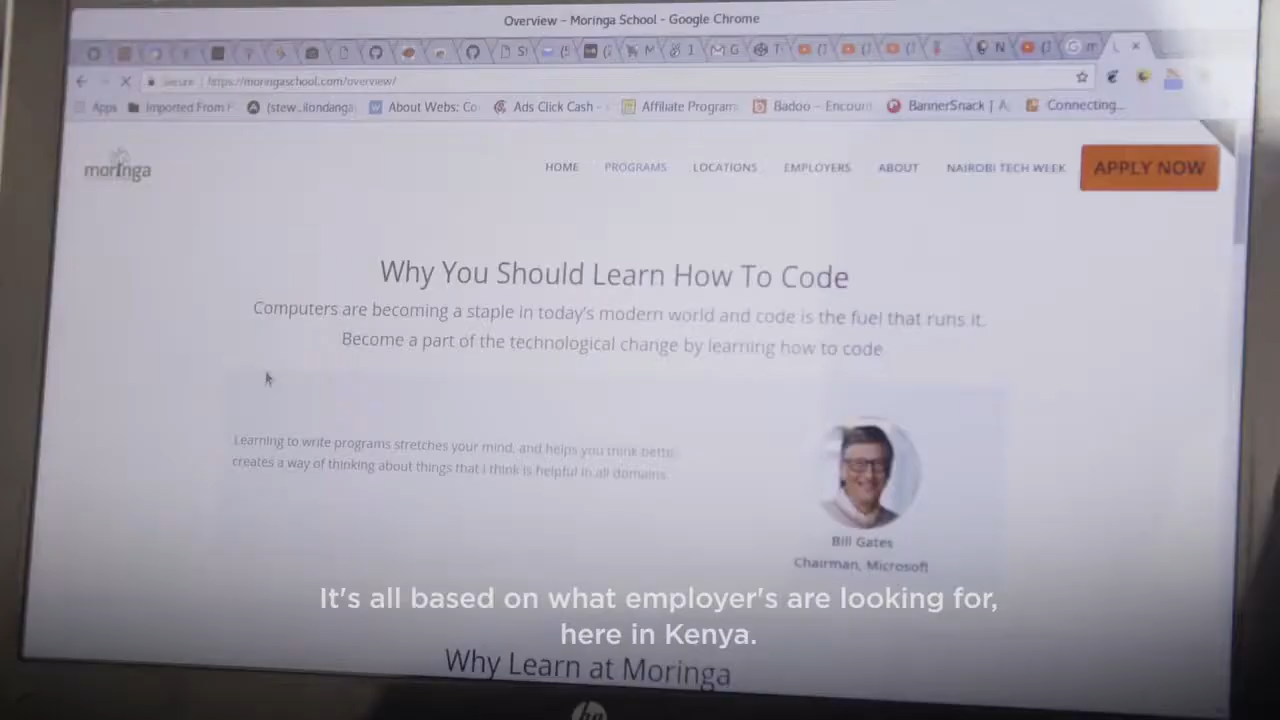 Overview - Moringa School - Google Chrome
https://moringaschool.com/overview/
Apps Imported From F (stew...ilondanga About Webs: Co Ads Click Cash - Affiliate Program Badoo - Encoun BannerSnack | A Connecting...
moringa HOME PROGRAMS LOCATIONS EMPLOYERS ABOUT NAIROBI TECH WEEK APPLY NOW
Why You Should Learn How To Code
Computers are becoming a staple in today's modern world and code is the fuel that runs it.
Become a part of the technological change by learning how to code
Learning to write programs stretches your mind, and helps you think
creates a way of thinking about things that I think is helpful in all domains.
Bill Gates
Chairman, Microsoft
It's all based on what employer's are looking for,
here in Kenya.
Why Learn at Moringa
hp